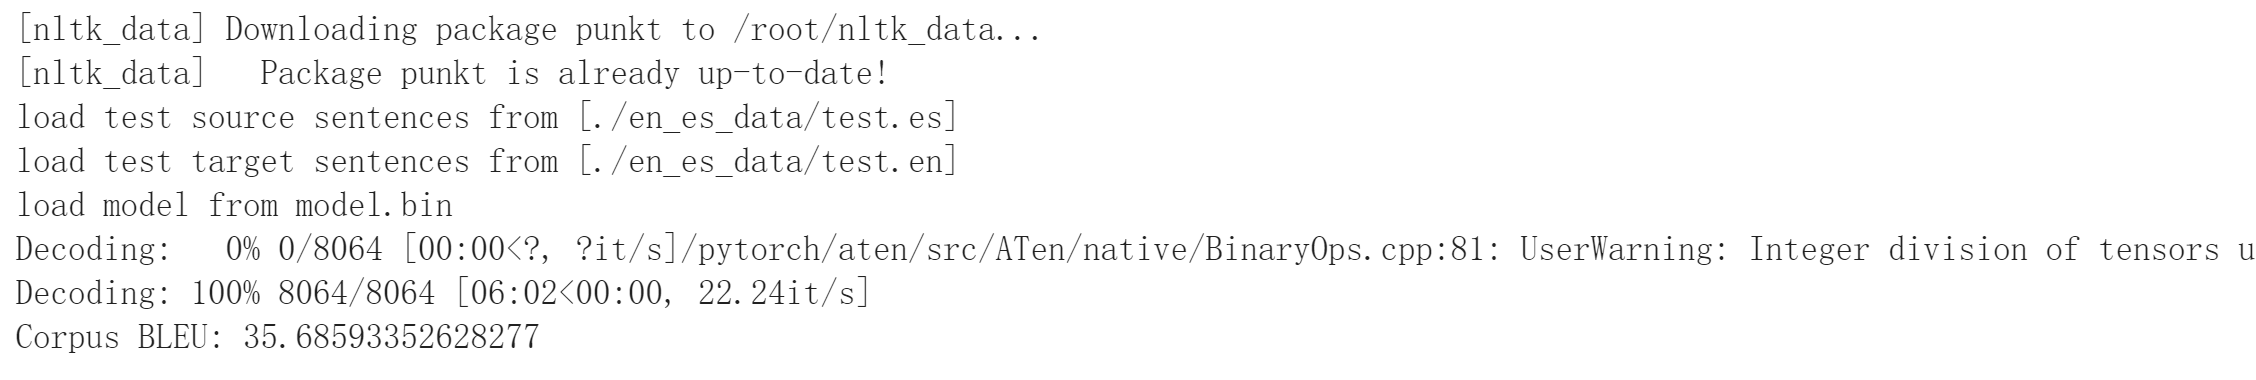 [nltk_data] Downloading package punkt to /root/nltk_data...
[nltk_data]   Package punkt is already up-to-date!
load test source sentences from [./en_es_data/test.es]
load test target sentences from [./en_es_data/test.en]
load model from model.bin
Decoding:   0% 0/8064 [00:00<?, ?it/s]/pytorch/aten/src/ATen/native/BinaryOps.cpp:81: UserWarning: Integer division of tensors u
Decoding: 100% 8064/8064 [06:02<00:00, 22.24it/s]
Corpus BLEU: 35.68593352628277